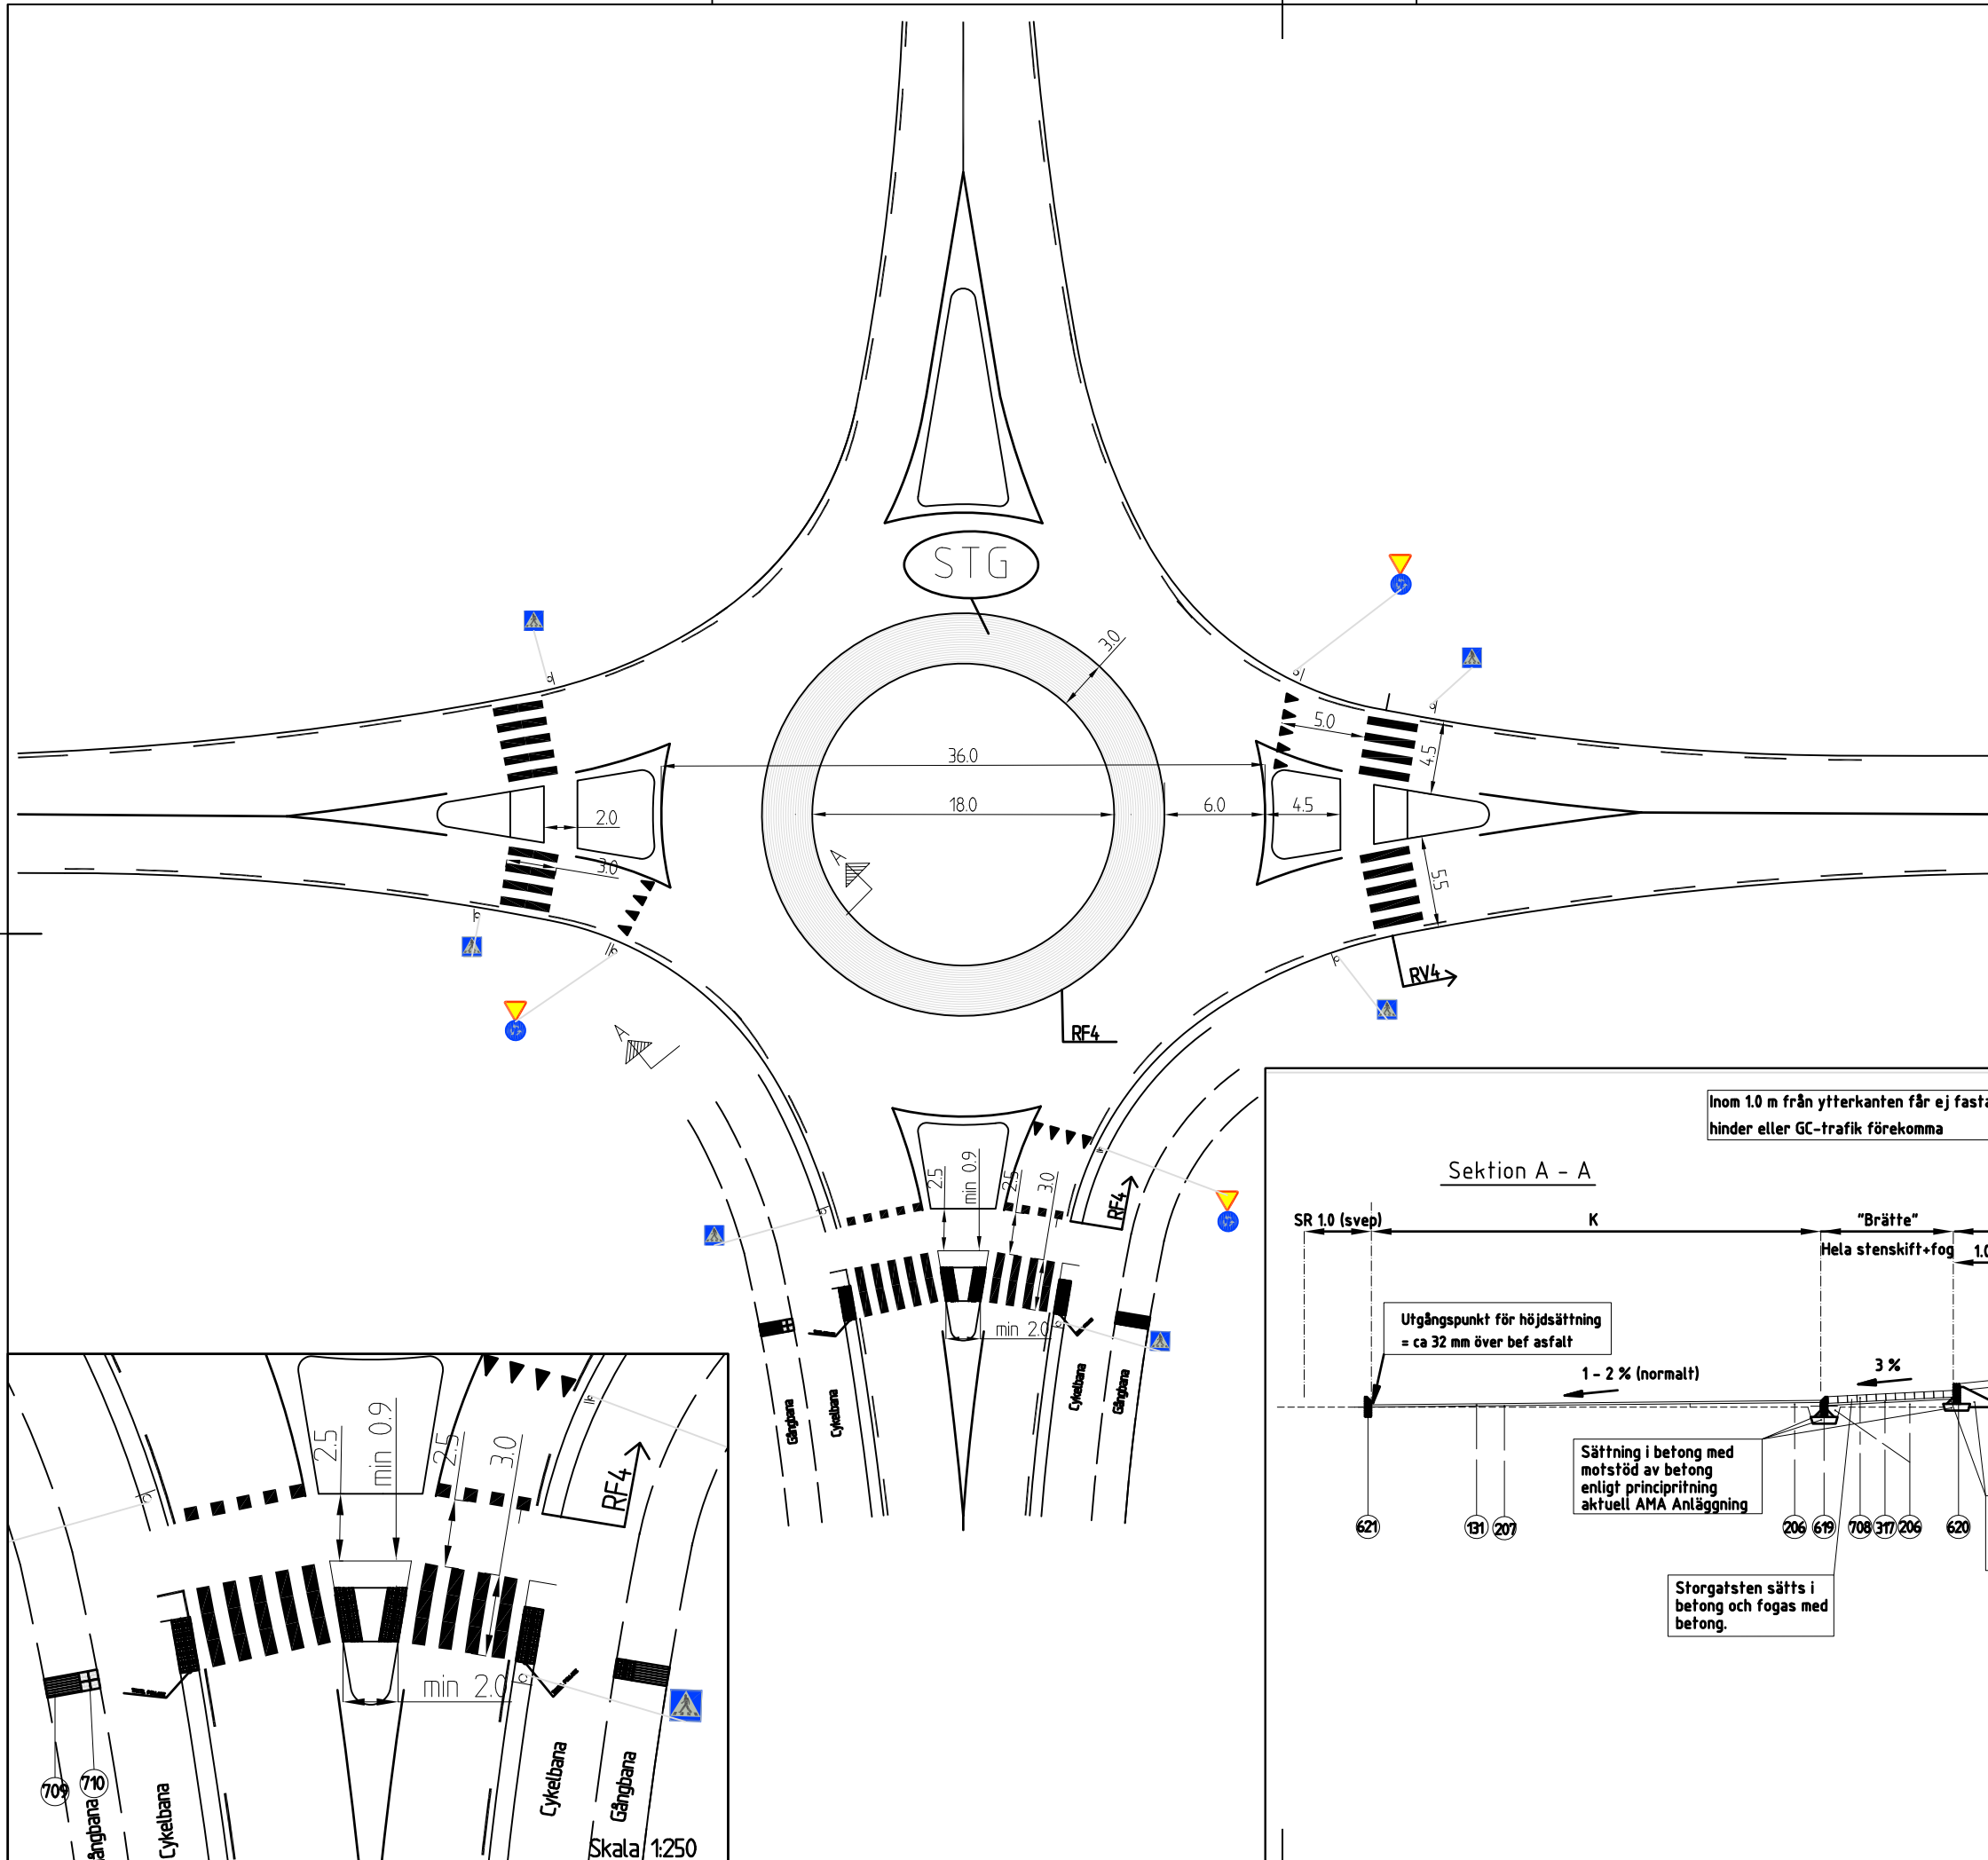 STG
3.0
5.0
4.5
36.0
18.0
6.0
4.5
2.0
3.0
5.5
A
RV4
A
RF4
2.5
min 0.9
2.5
3.0
RF4
min 2.0
Gångbana
Cykelbana
Cykelbana
Gångbana
Inom 1.0 m från ytterkanten får ej fasta
hinder eller GC-trafik förekomma
Sektion A - A
SR 1.0 (svep)
K
"Brätte"
Hela stenskift+fog
1.0
Utgångspunkt för höjdsättning
= ca 32 mm över bef asfalt
1 - 2 % (normalt)
3 %
Sättning i betong med
motstöd av betong
enligt principritning
aktuell AMA Anläggning
621
131
207
206
619
708
317
206
620
Storgatsten sätts i
betong och fogas med
betong.
2.5
min 0.9
2.5
3.0
RF4
min 2.0
709
710
ångbana
Cykelbana
Cykelbana
Gångbana
Skala 1:250